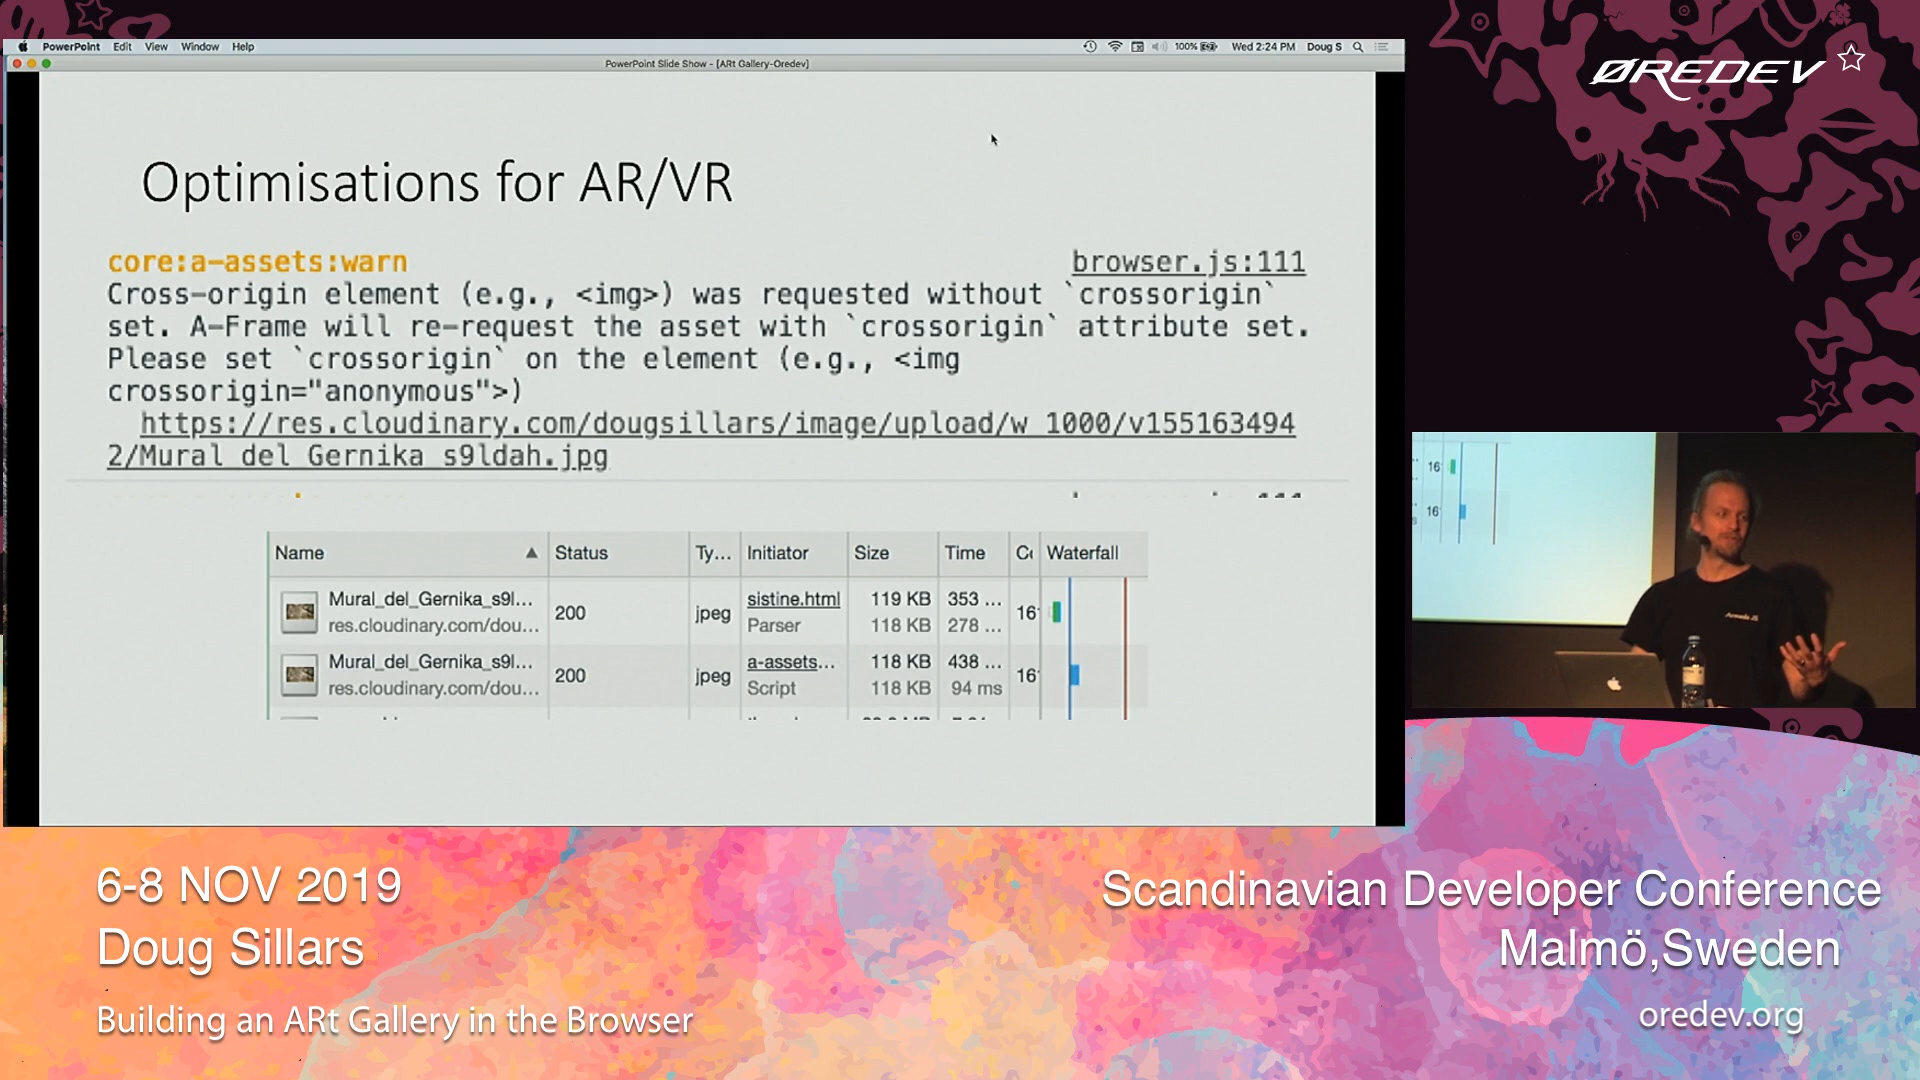 PowerPoint Edit View Window Help
100% Wed 2:24 PM Doug S
PowerPoint Slide Show - [ARt Gallery-Oredev]
ØREDEV
Optimisations for AR/VR
core:a-assets:warn browser.js:111
Cross-origin element (e.g., <img>) was requested without `crossorigin`
set. A-Frame will re-request the asset with `crossorigin` attribute set.
Please set `crossorigin` on the element (e.g., <img
crossorigin="anonymous">)
https://res.cloudinary.com/dougsillars/image/upload/w_1000/v155163494
2/Mural_del_Gernika_s9ldah.jpg
Name Status Ty... Initiator Size Time Waterfall
Mural_del_Gernika_s9l... 200 jpeg sistine.html 119 KB 353 ... 16
res.cloudinary.com/dou... Parser 118 KB 278 ...
Mural_del_Gernika_s9l... 200 jpeg a-assets... 118 KB 438 ... 16
res.cloudinary.com/dou... Script 118 KB 94 ms
16
16
6-8 NOV 2019
Doug Sillars
Building an ARt Gallery in the Browser
Scandinavian Developer Conference
Malmö,Sweden
oredev.org